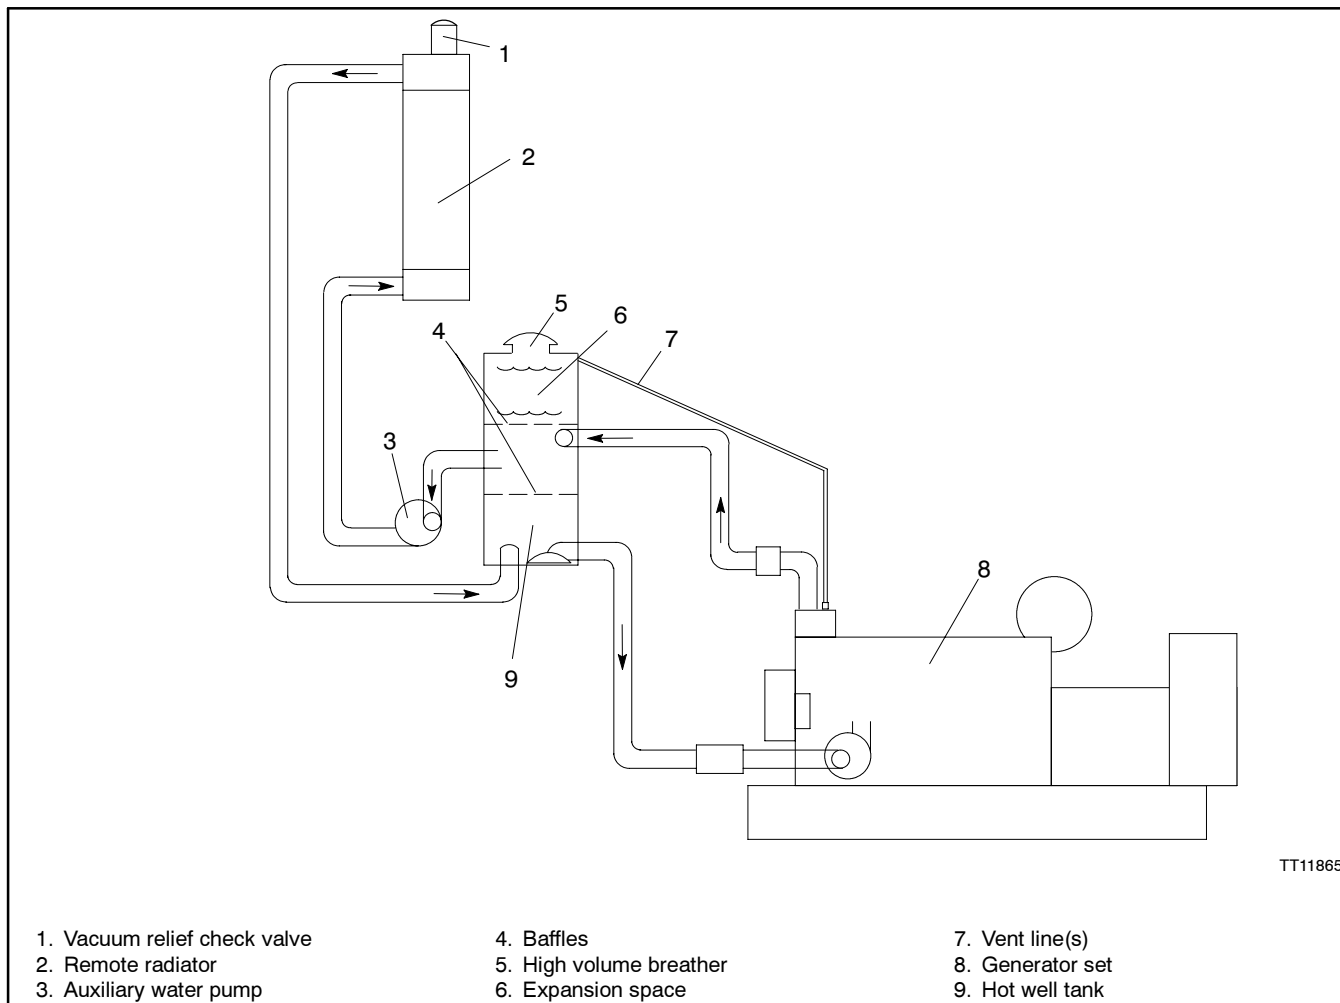 1
2
5
6
4
7
3
8
9
TT11865
1. Vacuum relief check valve
2. Remote radiator
3. Auxiliary water pump
4. Baffles
5. High volume breather
6. Expansion space
7. Vent line(s)
8. Generator set
9. Hot well tank